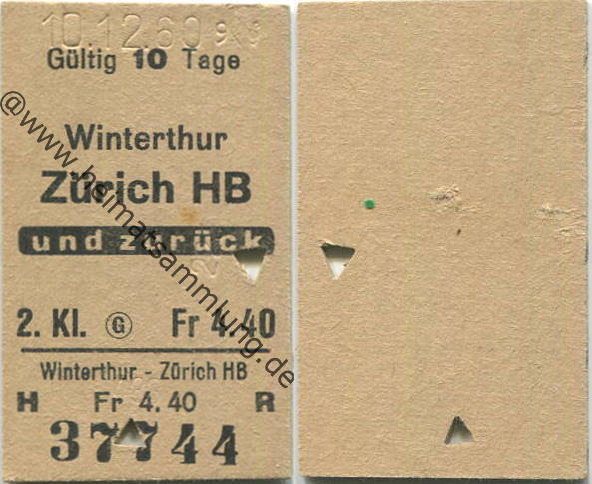 10.12.60
Gültig 10 Tage
Winterthur
Zürich HB
und zurück
2. Kl. G Fr 4.40
Winterthur - Zürich HB
H Fr 4.40 R
37744
@www.heimatsammlung.de